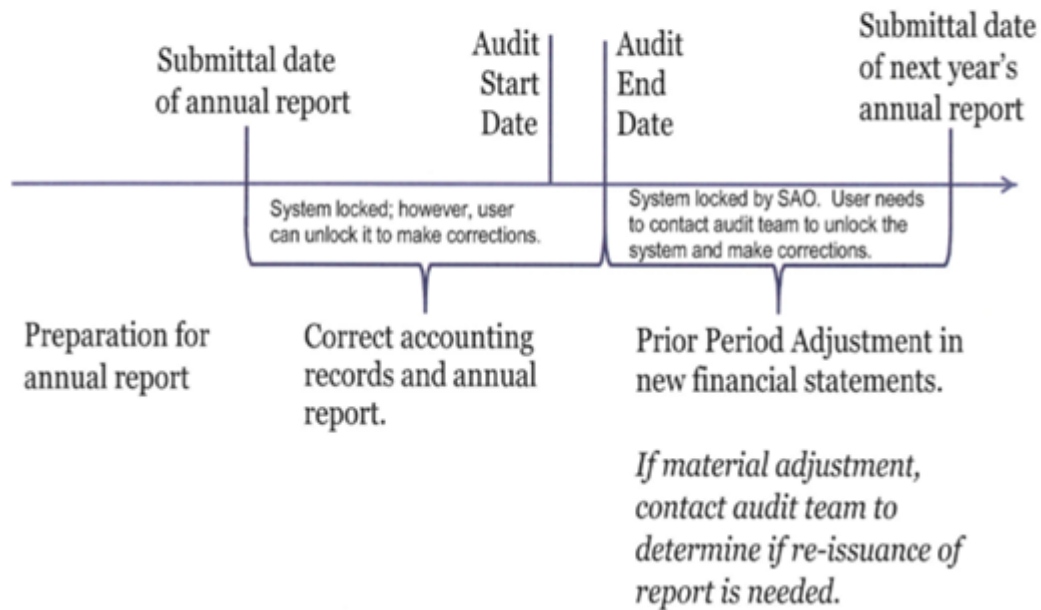 Submittal date
of annual report
Audit
Start
Date
Audit
End
Date
Submittal date
of next year's
annual report
System locked; however, user
can unlock it to make corrections.
System locked by SAO. User needs
to contact audit team to unlock the
system and make corrections.
Preparation for
annual report
Correct accounting
records and annual
report.
Prior Period Adjustment in
new financial statements.
If material adjustment,
contact audit team to
determine if re-issuance of
report is needed.